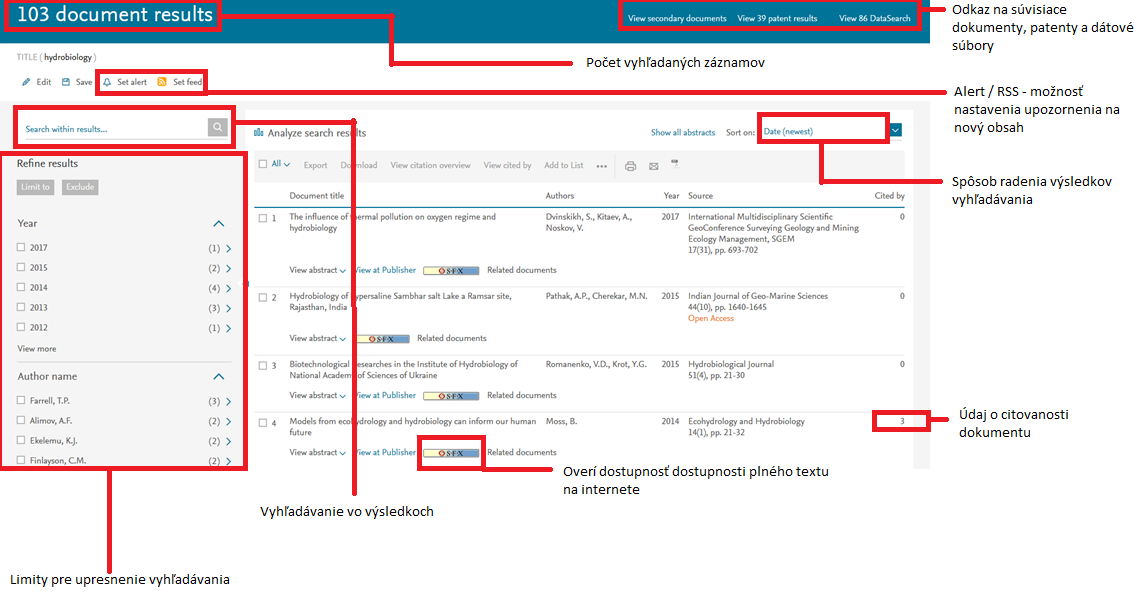 103 document results
View secondary documents View 39 patent results View 86 DataSearch
Odkaz na súvisiace
dokumenty, patenty a dátové
súbory
Počet vyhľadaných záznamov
TITLE ( hydrobiology )
Edit Save Set alert Set feed
Alert / RSS - možnosť
nastavenia upozornenia na
nový obsah
Search within results...
Analyze search results
Show all abstracts Sort on: Date (newest)
Spôsob radenia výsledkov
vyhľadávania
Refine results
Limit to Exclude
Year
2017 (1)
2015 (2)
2014 (4)
2013 (3)
2012 (1)
View more
Author name
Farrell, T.P. (3)
Alimov, A.F. (2)
Ekelemu, K.J. (2)
Finlayson, C.M. (2)
All Export Download View citation overview View cited by Add to List •••
Document title Authors Year Source Cited by
1 The influence of thermal pollution on oxygen regime and Dvinskikh, S., Kitaev, A., 2017 International Multidisciplinary Scientific 0
hydrobiology Noskov, V. GeoConference Surveying Geology and Mining
Ecology Management, SGEM
17(31), pp. 693-702
View abstract View at Publisher S·F·X Related documents
2 Hydrobiology of hypersaline Sambhar salt Lake a Ramsar site, Pathak, A.P., Cherekar, M.N. 2015 Indian Journal of Geo-Marine Sciences 0
Rajasthan, India 44(10), pp. 1640-1645
Open Access
View abstract S·F·X Related documents
3 Biotechnological researches in the Institute of Hydrobiology of Romanenko, V.D., Krot, Y.G. 2015 Hydrobiological Journal 0
National Academy of Sciences of Ukraine 51(4), pp. 21-30
View abstract View at Publisher S·F·X Related documents
4 Models from ecohydrology and hydrobiology can inform our human Moss, B. 2014 Ecohydrology and Hydrobiology 3
future 14(1), pp. 21-32
View abstract View at Publisher S·F·X Related documents
Údaj o citovanosti
dokumentu
Overí dostupnosť dostupnosti plného textu
na internete
Vyhľadávanie vo výsledkoch
Limity pre upresnenie vyhľadávania